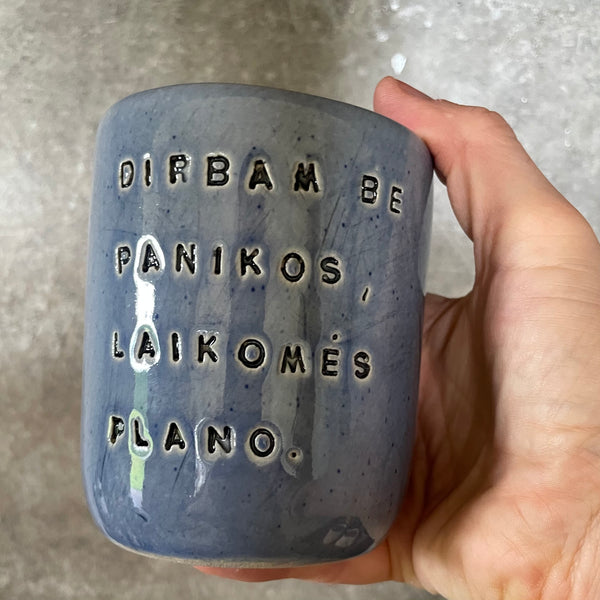 DIRBAM BE
PANIKOS,
LAIKOMĖS
PLANO.